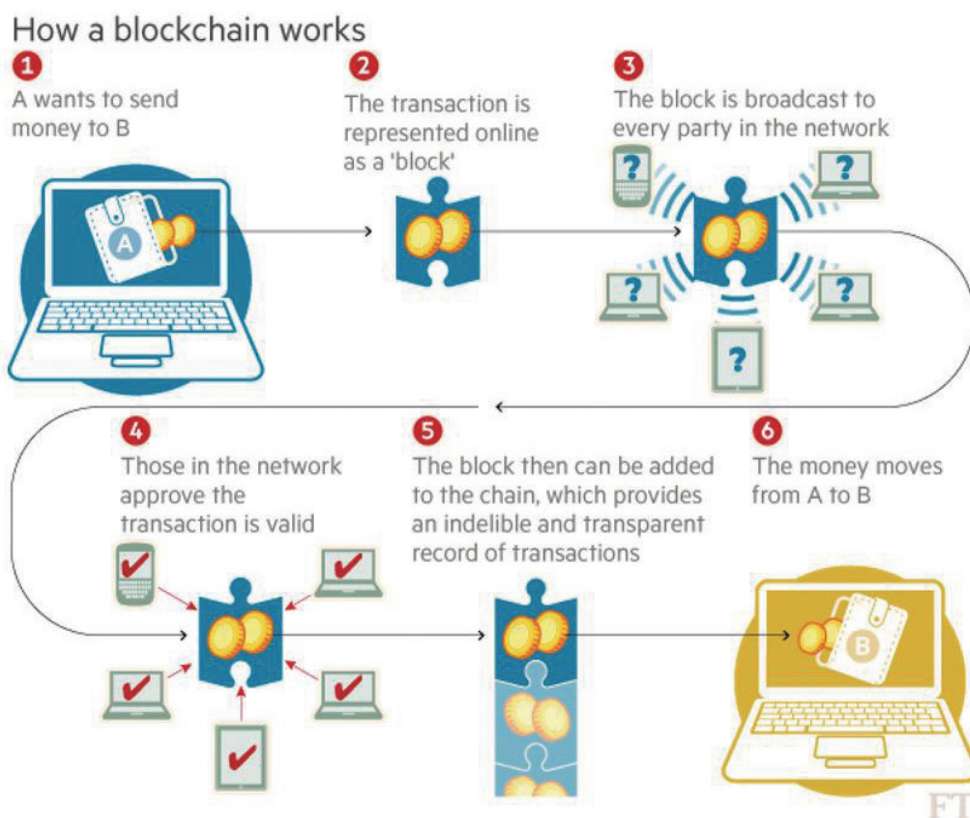 How a blockchain works
1
A wants to send
money to B
2
The transaction is
represented online
as a 'block'
3
The block is broadcast to
every party in the network
?
?
?
?
?
A
4
Those in the network
approve the
transaction is valid
5
The block then can be added
to the chain, which provides
an indelible and transparent
record of transactions
6
The money moves
from A to B
B
FT